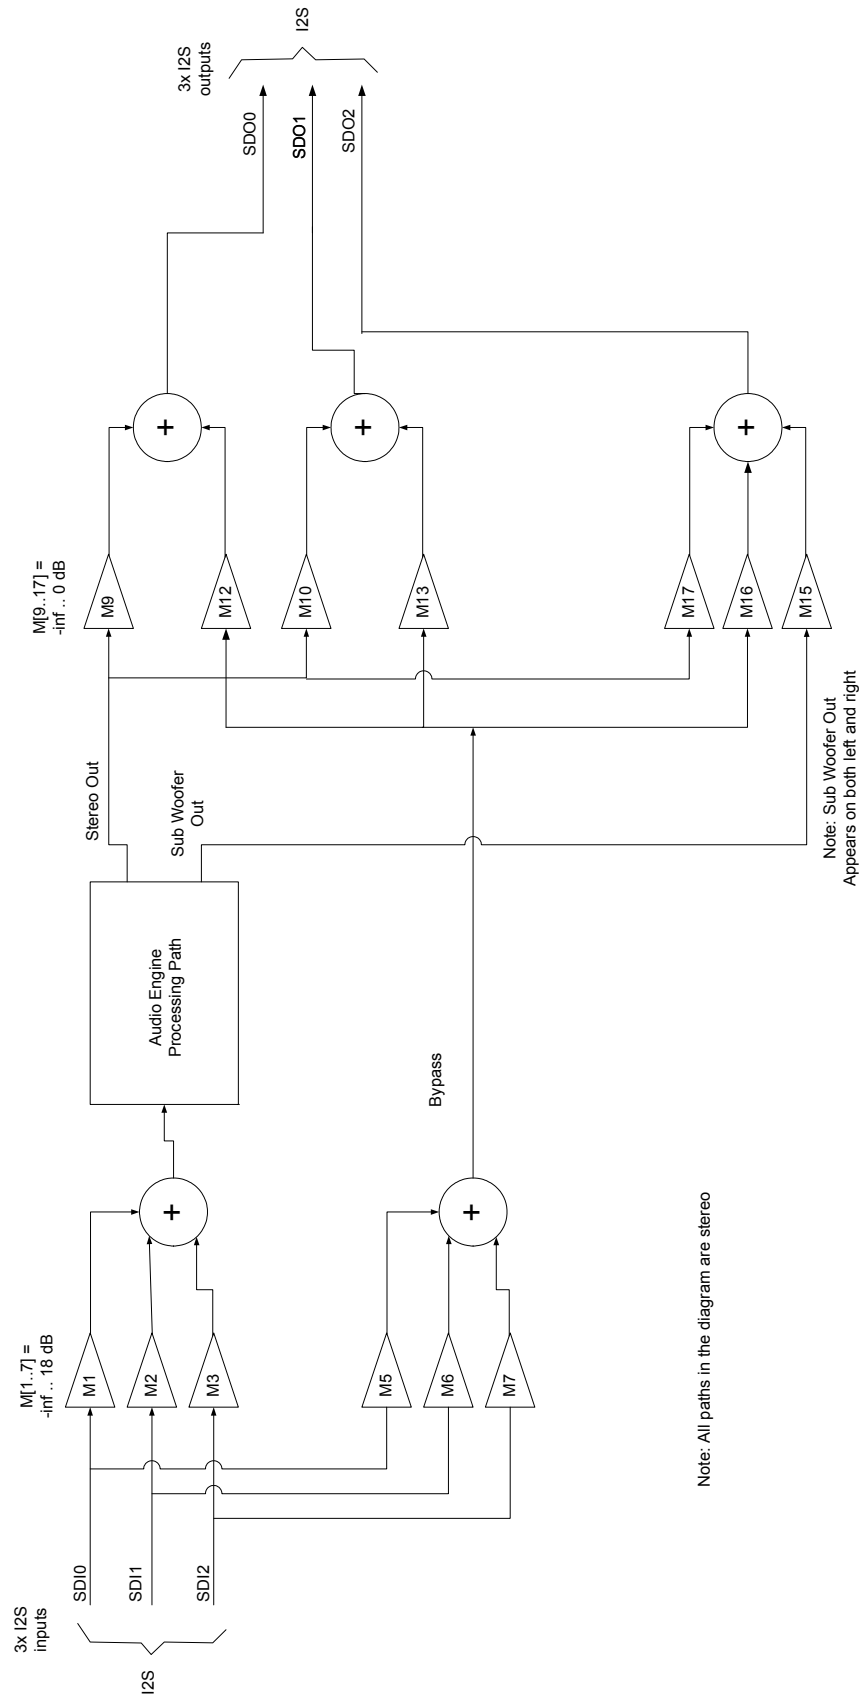 3x I2S
inputs
I2S
SDI0
SDI1
SDI2
M[1..7] =
-inf .. 18 dB
M1
M2
M3
M5
M6
M7
+
+
Audio Engine
Processing Path
Bypass
Stereo Out
Sub Woofer
Out
M[9..17] =
-inf .. 0 dB
M9
M12
M10
M13
M17
M16
M15
+
+
+
SDO0
SDO1
SDO2
3x I2S
outputs
I2S
Note: Sub Woofer Out
Appears on both left and right
Note: All paths in the diagram are stereo